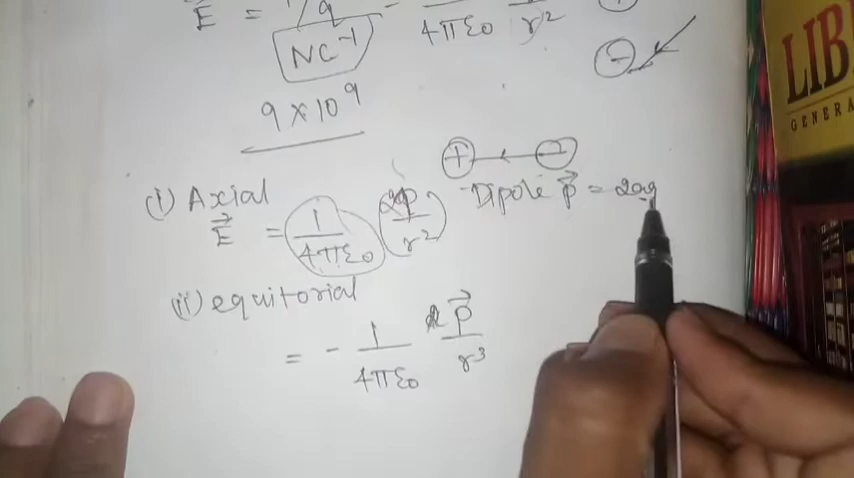 E⃗ = 1/q = 1/4πε₀ q/r²
+
NC⁻¹
−
9 × 10⁹
+ −
(i) Axial
Dipole p⃗ = 2aq
E⃗ = 1/4πε₀ (2p/r²)
(ii) equitorial
= - 1/4πε₀ p⃗/r³
LIB
GENERA